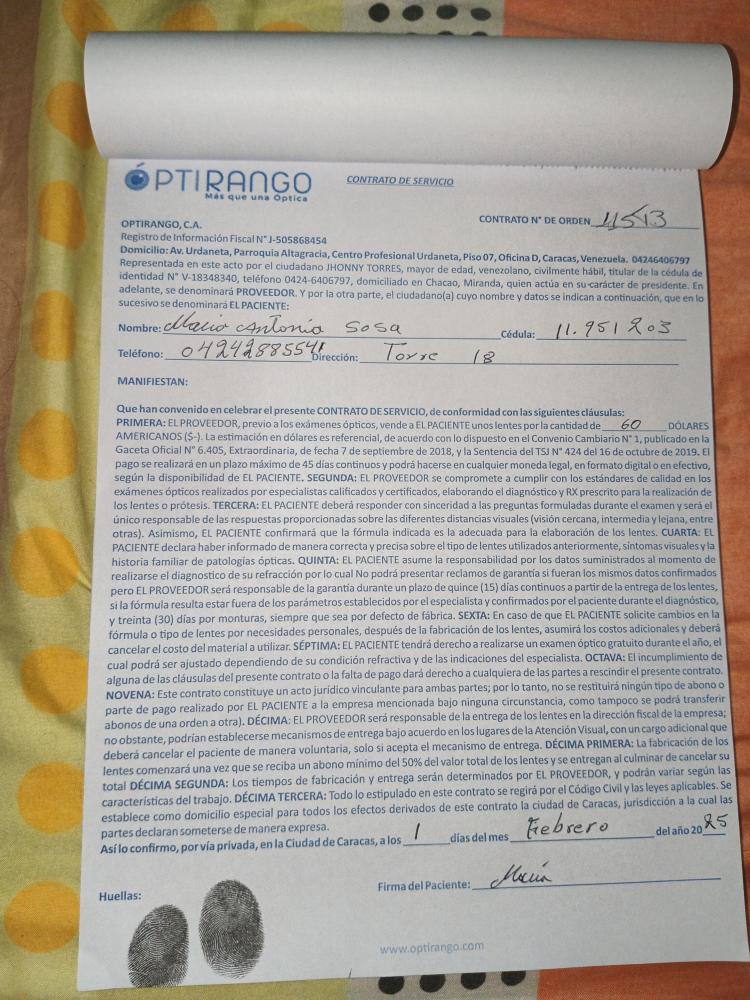 ÓPTIRANGO
Más que una Óptica
CONTRATO DE SERVICIO
CONTRATO N° DE ORDEN 11513
OPTIRANGO, C.A.
Registro de Información Fiscal N° J-505868454
Domicilio: Av. Urdaneta, Parroquia Altagracia, Centro Profesional Urdaneta, Piso 07, Oficina D, Caracas, Venezuela. 04246406797
Representada en este acto por el ciudadano JHONNY TORRES, mayor de edad, venezolano, civilmente hábil, titular de la cédula de
identidad N° V-18348340, teléfono 0424-6406797, domiciliado en Chacao, Miranda, quien actúa en su carácter de presidente. En
adelante, se denominará PROVEEDOR. Y por la otra parte, el ciudadano(a) cuyo nombre y datos se indican a continuación, que en lo
sucesivo se denominará EL PACIENTE:
Nombre: Antonia Sosa Cédula: 11.951203
Teléfono: 04242885541 Dirección: Torre 18
MANIFIESTAN:
Que han convenido en celebrar el presente CONTRATO DE SERVICIO, de conformidad con las siguientes cláusulas:
PRIMERA: EL PROVEEDOR, previo a los exámenes ópticos, vende a EL PACIENTE unos lentes por la cantidad de 60 DÓLARES
AMERICANOS ($-). La estimación en dólares es referencial, de acuerdo con lo dispuesto en el Convenio Cambiario N° 1, publicado en la
Gaceta Oficial N° 6.405, Extraordinaria, de fecha 7 de septiembre de 2018, y la Sentencia del TSJ N° 424 del 16 de octubre de 2019. El
pago se realizará en un plazo máximo de 45 días continuos y podrá hacerse en cualquier moneda legal, en formato digital o en efectivo,
según la disponibilidad de EL PACIENTE. SEGUNDA: EL PROVEEDOR se compromete a cumplir con los estándares de calidad en los
exámenes ópticos realizados por especialistas calificados y certificados, elaborando el diagnóstico y RX prescrito para la realización de
los lentes o prótesis. TERCERA: EL PACIENTE deberá responder con sinceridad a las preguntas formuladas durante el examen y será el
único responsable de las respuestas proporcionadas sobre las diferentes distancias visuales (visión cercana, intermedia y lejana, entre
otras). Asimismo, EL PACIENTE confirmará que la fórmula indicada es la adecuada para la elaboración de los lentes. CUARTA: EL
PACIENTE declara haber informado de manera correcta y precisa sobre el tipo de lentes utilizados anteriormente, síntomas visuales y la
historia familiar de patologías ópticas. QUINTA: EL PACIENTE asume la responsabilidad por los datos suministrados al momento de
realizarse el diagnostico de su refracción por lo cual No podrá presentar reclamos de garantía si fueran los mismos datos confirmados
pero EL PROVEEDOR será responsable de la garantía durante un plazo de quince (15) días continuos a partir de la entrega de los lentes,
si la fórmula resulta estar fuera de los parámetros establecidos por el especialista y confirmados por el paciente durante el diagnóstico,
y treinta (30) días por monturas, siempre que sea por defecto de fábrica. SEXTA: En caso de que EL PACIENTE solicite cambios en la
fórmula o tipo de lentes por necesidades personales, después de la fabricación de los lentes, asumirá los costos adicionales y deberá
cancelar el costo del material a utilizar. SÉPTIMA: EL PACIENTE tendrá derecho a realizarse un examen óptico gratuito durante el año, el
cual podrá ser ajustado dependiendo de su condición refractiva y de las indicaciones del especialista. OCTAVA: El incumplimiento de
alguna de las cláusulas del presente contrato o la falta de pago dará derecho a cualquiera de las partes a rescindir el presente contrato.
NOVENA: Este contrato constituye un acto jurídico vinculante para ambas partes; por lo tanto, no se restituirá ningún tipo de abono o
parte de pago realizado por EL PACIENTE a la empresa mencionada bajo ninguna circunstancia, como tampoco se podrá transferir
abonos de una orden a otra). DÉCIMA: EL PROVEEDOR será responsable de la entrega de los lentes en la dirección fiscal de la empresa;
no obstante, podrían establecerse mecanismos de entrega bajo acuerdo en los lugares de la Atención Visual, con un cargo adicional que
deberá cancelar el paciente de manera voluntaria, solo si acepta el mecanismo de entrega. DÉCIMA PRIMERA: La fabricación de los
lentes comenzará una vez que se reciba un abono mínimo del 50% del valor total de los lentes y se entregan al culminar de cancelar su
total DÉCIMA SEGUNDA: Los tiempos de fabricación y entrega serán determinados por EL PROVEEDOR, y podrán variar según las
características del trabajo. DÉCIMA TERCERA: Todo lo estipulado en este contrato se regirá por el Código Civil y las leyes aplicables. Se
establece como domicilio especial para todos los efectos derivados de este contrato la ciudad de Caracas, jurisdicción a la cual las
partes declaran someterse de manera expresa.
Así lo confirmo, por vía privada, en la Ciudad de Caracas, a los 1 días del mes Febrero del año 2025
Huellas:
Firma del Paciente: María
www.optirango.com